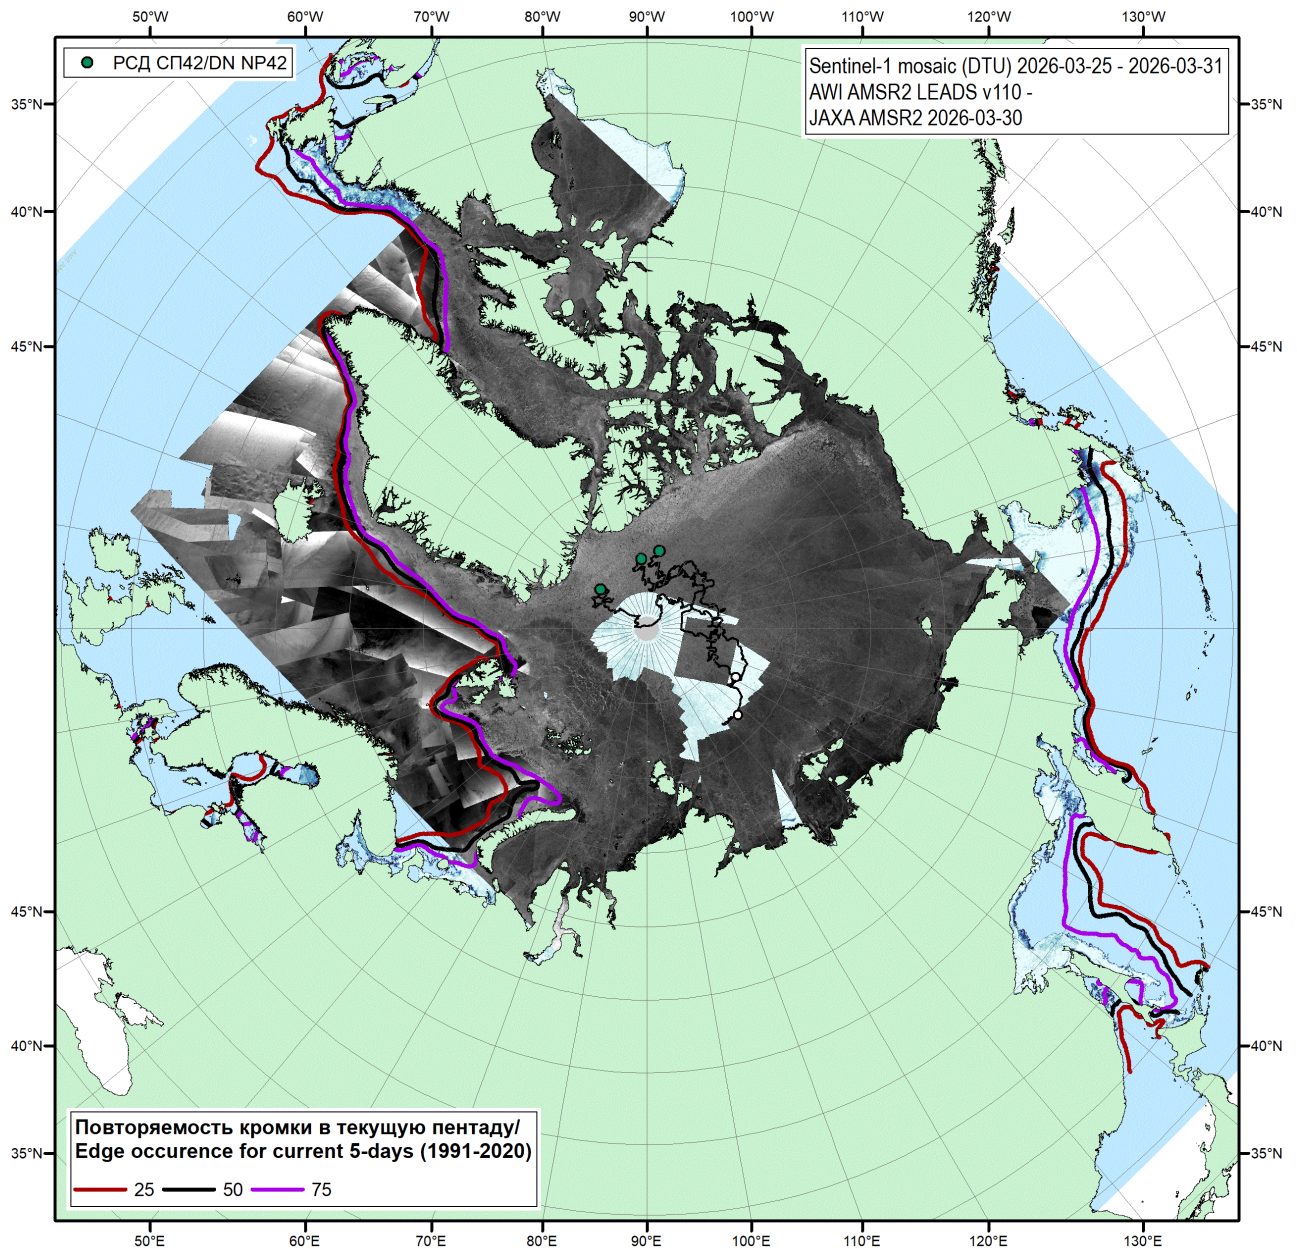 50°W 60°W 70°W 80°W 90°W 100°W 110°W 120°W 130°W
РСД СП42/DN NP42
Sentinel-1 mosaic (DTU) 2026-03-25 - 2026-03-31
AWI AMSR2 LEADS v110 -
JAXA AMSR2 2026-03-30
35°N 35°N
40°N 40°N
45°N 45°N
45°N 45°N
40°N 40°N
35°N 35°N
Повторяемость кромки в текущую пентаду/
Edge occurence for current 5-days (1991-2020)
25 50 75
50°E 60°E 70°E 80°E 90°E 100°E 110°E 120°E 130°E